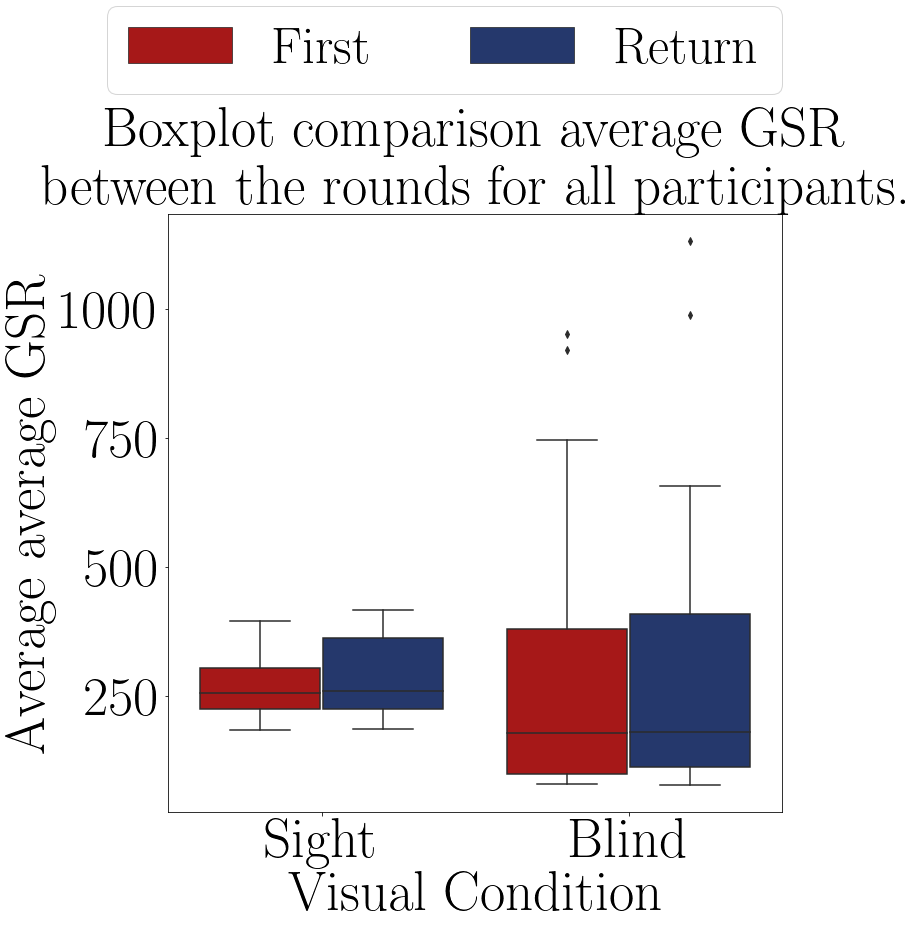 First Return
Boxplot comparison average GSR
between the rounds for all participants.
Average average GSR
1000
750
500
250
Sight Blind
Visual Condition